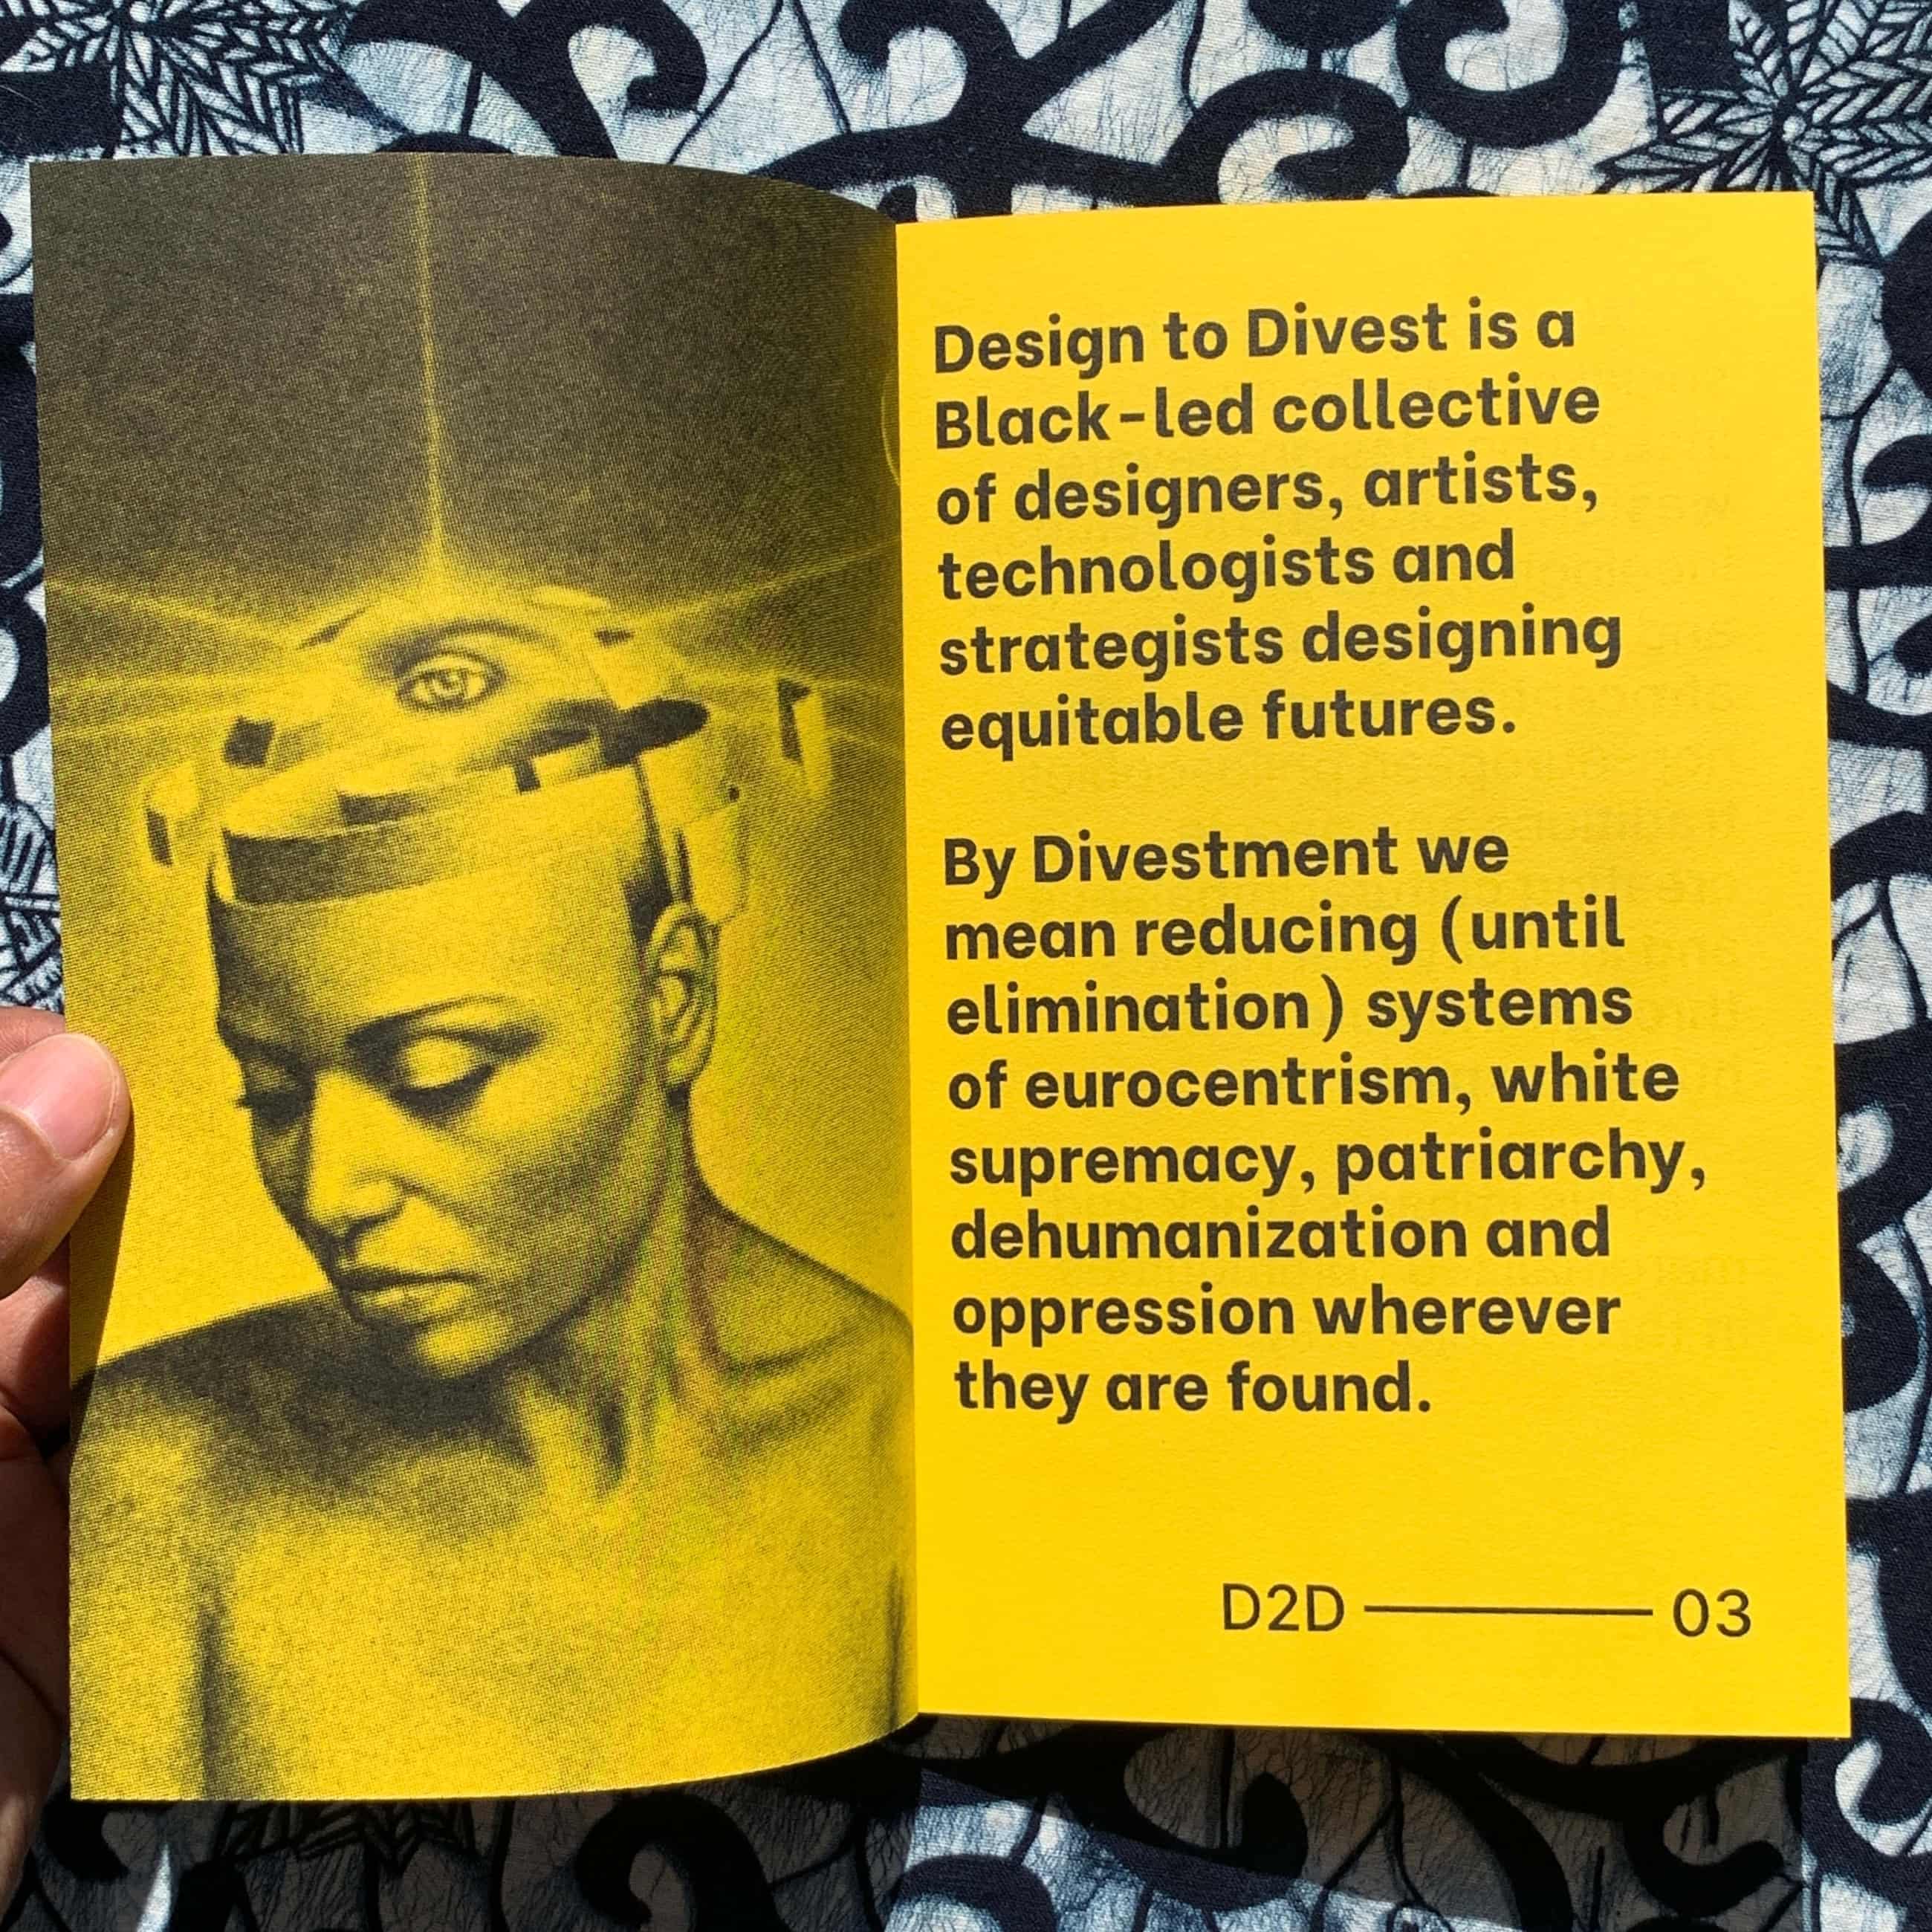 Design to Divest is a
Black-led collective
of designers, artists,
technologists and
strategists designing
equitable futures.
By Divestment we
mean reducing (until
elimination) systems
of eurocentrism, white
supremacy, patriarchy,
dehumanization and
oppression wherever
they are found.
D2D — 03